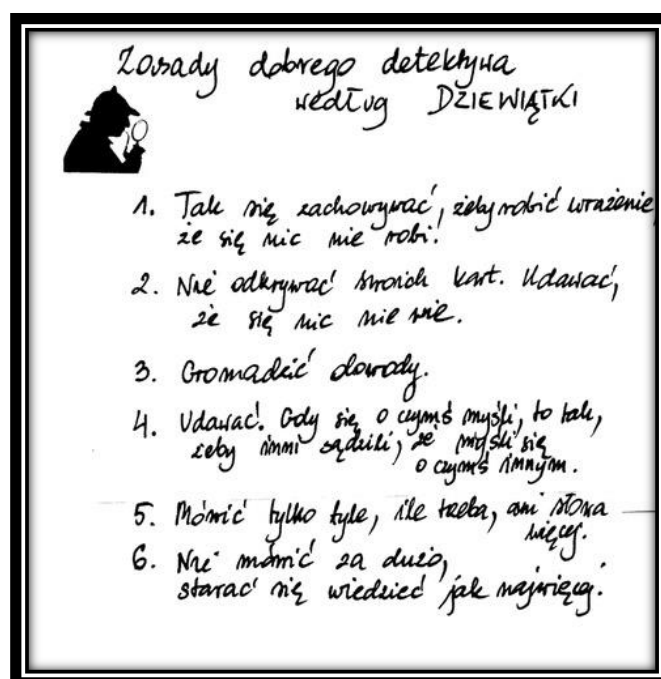 Zasady dobrego detektywa
według DZIEWIĄTKI
1. Tak się zachowywać, żeby robić wrażenie,
że się nic nie robi!
2. Nie odkrywać swoich kart. Udawać,
że się nic nie wie.
3. Gromadzić dowody.
4. Udawać. Gdy się o czymś myśli, to tak,
żeby inni sądzili, że myśli się
o czymś innym.
5. Mówić tylko tyle, ile trzeba, ani słowa
więcej.
6. Nie mówić za dużo,
starać się wiedzieć jak najwięcej.